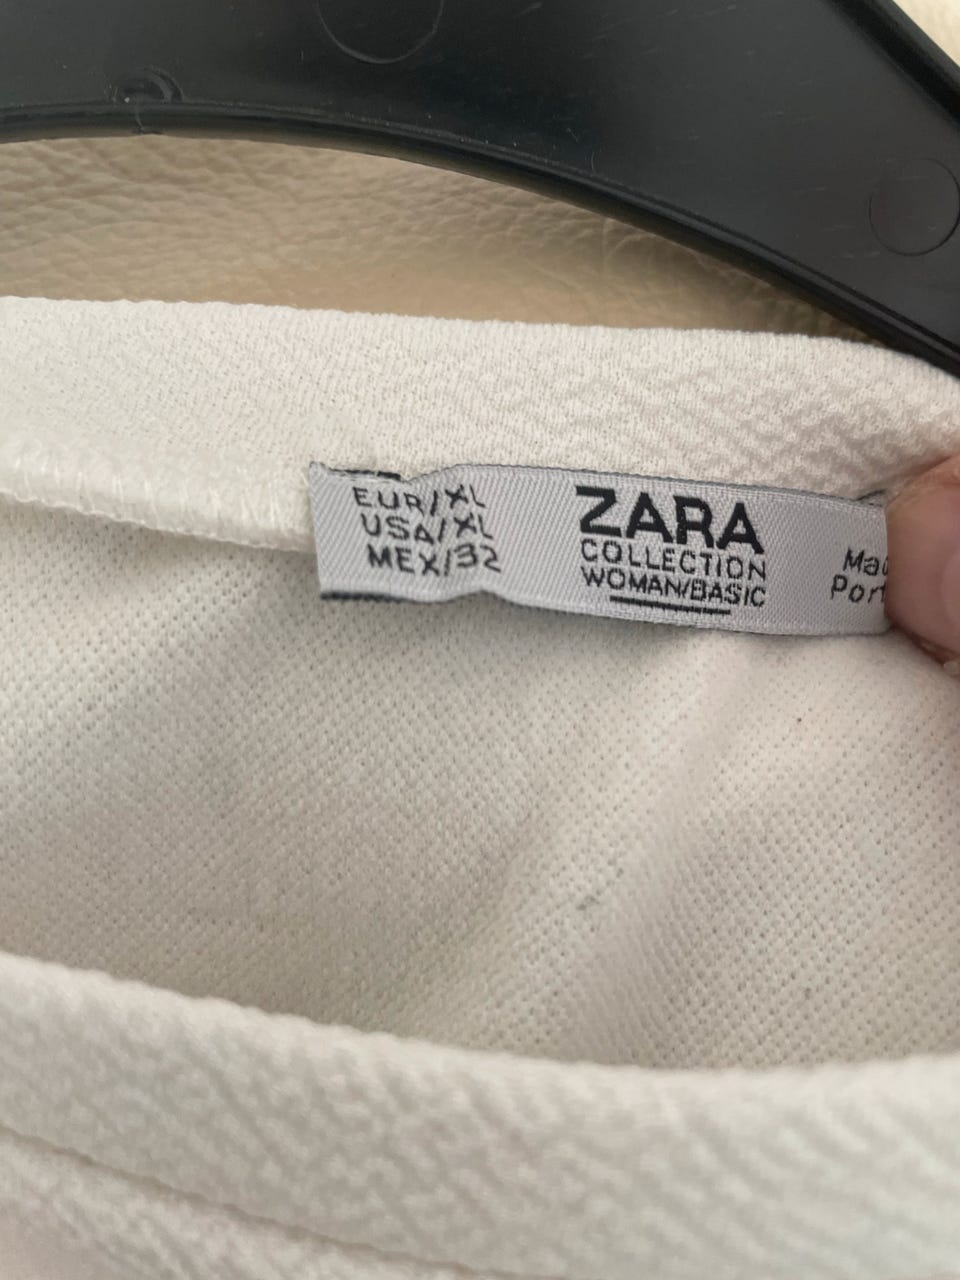 EUR/XL
USA/XL
MEX/32
ZARA
COLLECTION
WOMAN/BASIC